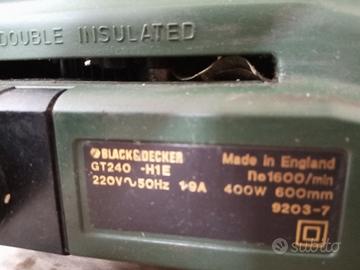 DOUBLE INSULATED
BLACK&DECKER
GT240 -H1E
220V~50Hz 1·9A
Made in England
no1600/min
400W 600mm
9203-7
subito